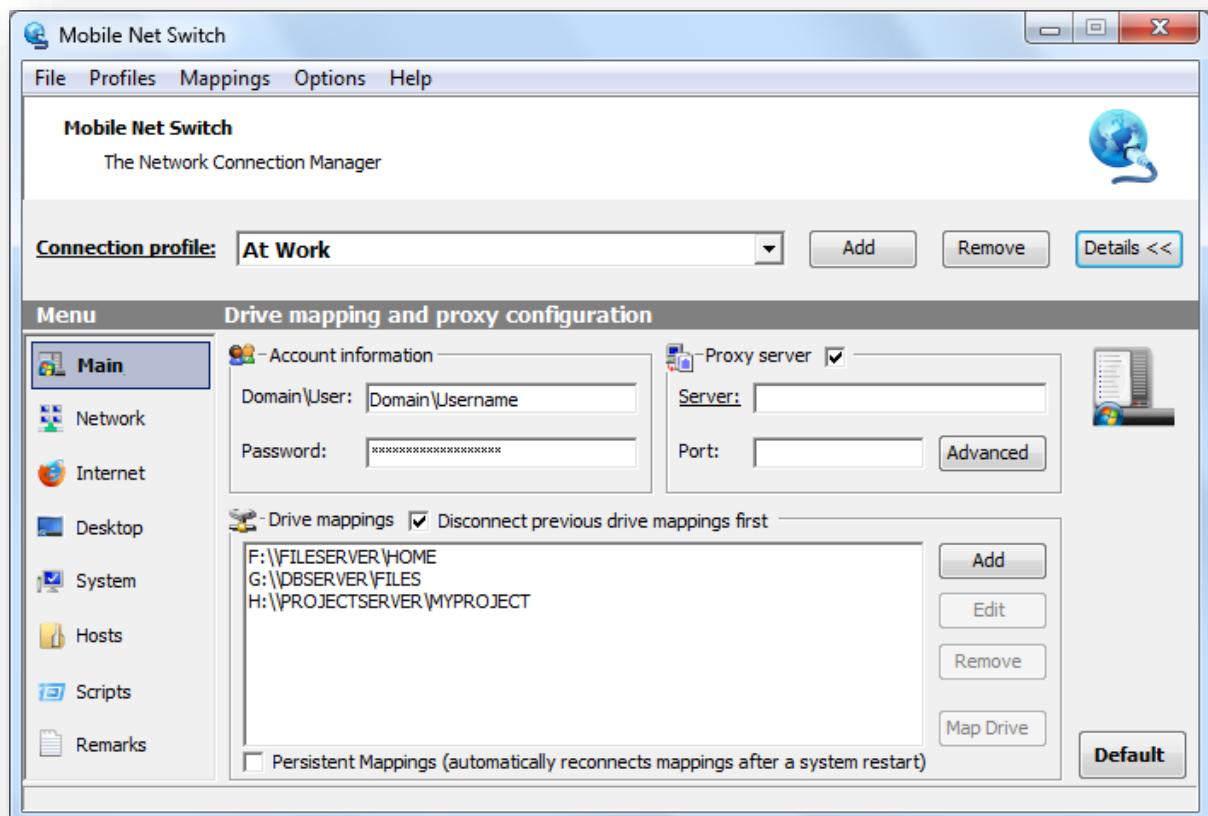 Mobile Net Switch
File Profiles Mappings Options Help
Mobile Net Switch
The Network Connection Manager
Connection profile: At Work Add Remove Details <<
Menu Drive mapping and proxy configuration
Main
Network
Internet
Desktop
System
Hosts
Scripts
Remarks
Account information
Domain\User: Domain\Username
Password: *******************
Proxy server
Server:
Port: Advanced
Drive mappings Disconnect previous drive mappings first
F:\\FILESERVER\HOME
G:\\DBSERVER\FILES
H:\\PROJECTSERVER\MYPROJECT
Add
Edit
Remove
Map Drive
Persistent Mappings (automatically reconnects mappings after a system restart)
Default